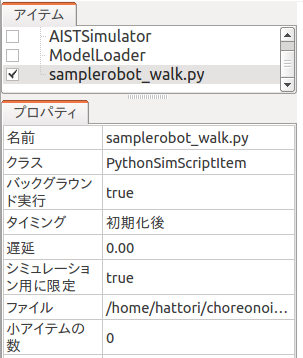 アイテム
AISTSimulator
ModelLoader
samplerobot_walk.py
プロパティ
名前 samplerobot_walk.py
クラス PythonSimScriptItem
バックグラウ
ンド実行 true
タイミング 初期化後
遅延 0.00
シミュレーショ
ン用に限定 true
ファイル /home/hattori/choreonoi...
小アイテムの
数 0